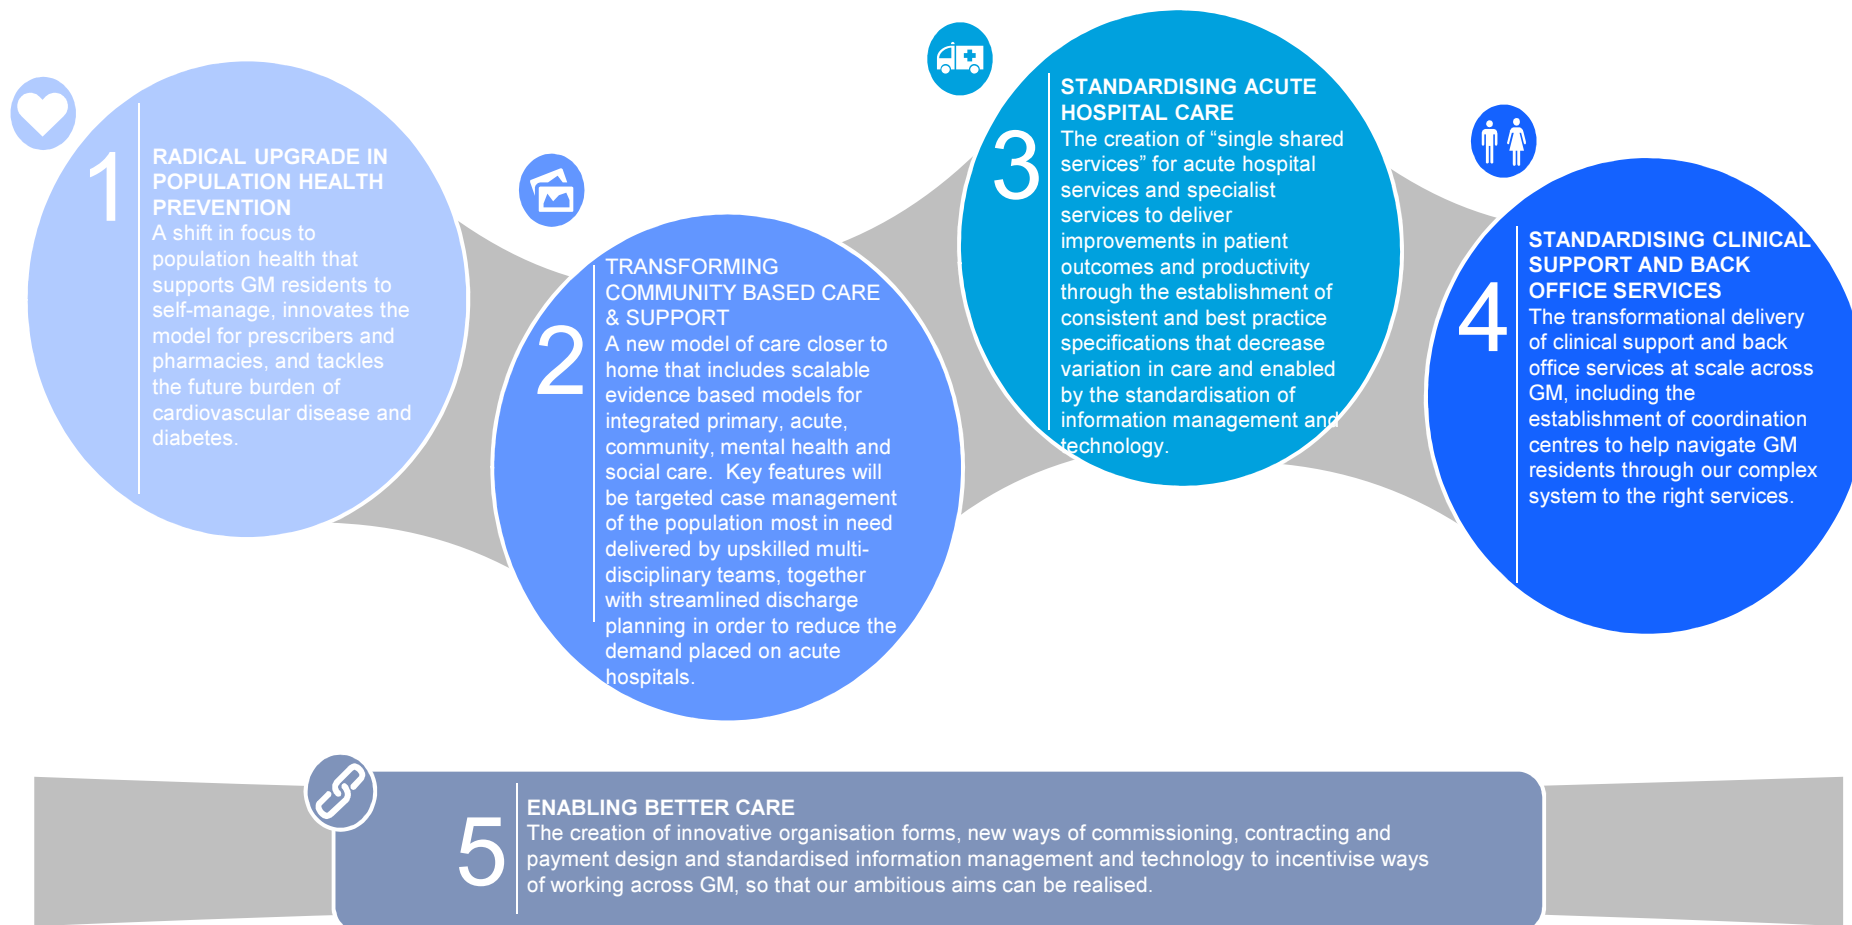 1
RADICAL UPGRADE IN
POPULATION HEALTH
PREVENTION
A shift in focus to
population health that
supports GM residents to
self-manage, innovates the
model for prescribers and
pharmacies, and tackles
the future burden of
cardiovascular disease and
diabetes.
2
TRANSFORMING
COMMUNITY BASED CARE
& SUPPORT
A new model of care closer to
home that includes scalable
evidence based models for
integrated primary, acute,
community, mental health and
social care.  Key features will
be targeted case management
of the population most in need
delivered by upskilled multi-
disciplinary teams, together
with streamlined discharge
planning in order to reduce the
demand placed on acute
hospitals.
3
STANDARDISING ACUTE
HOSPITAL CARE
The creation of “single shared
services” for acute hospital
services and specialist
services to deliver
improvements in patient
outcomes and productivity
through the establishment of
consistent and best practice
specifications that decrease
variation in care and enabled
by the standardisation of
information management and
technology.
4
STANDARDISING CLINICAL
SUPPORT AND BACK
OFFICE SERVICES
The transformational delivery
of clinical support and back
office services at scale across
GM, including the
establishment of coordination
centres to help navigate GM
residents through our complex
system to the right services.
5
ENABLING BETTER CARE
The creation of innovative organisation forms, new ways of commissioning, contracting and
payment design and standardised information management and technology to incentivise ways
of working across GM, so that our ambitious aims can be realised.